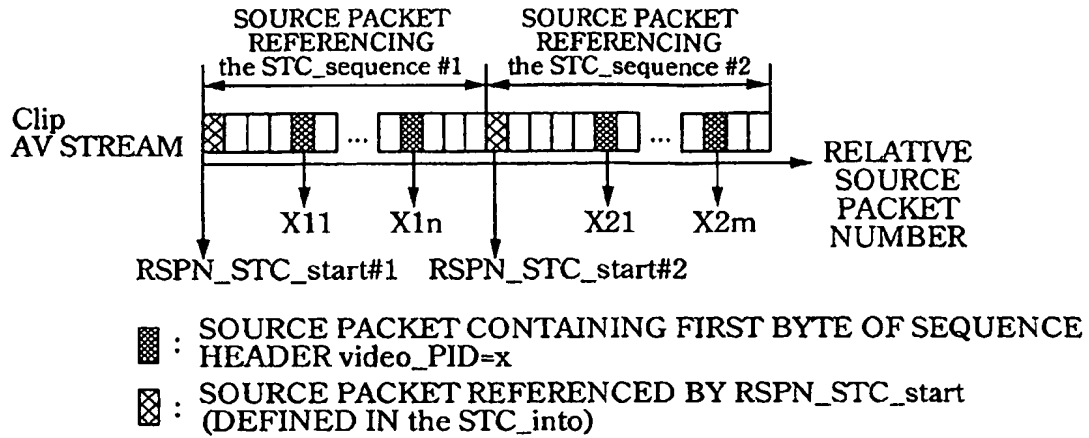 SOURCE PACKET
REFERENCING
the STC_sequence #1
SOURCE PACKET
REFERENCING
the STC_sequence #2
Clip
AV STREAM
...
...
RELATIVE
SOURCE
PACKET
NUMBER
X11
X1n
X21
X2m
RSPN_STC_start#1
RSPN_STC_start#2
: SOURCE PACKET CONTAINING FIRST BYTE OF SEQUENCE
HEADER video_PID=x
: SOURCE PACKET REFERENCED BY RSPN_STC_start
(DEFINED IN the STC_into)